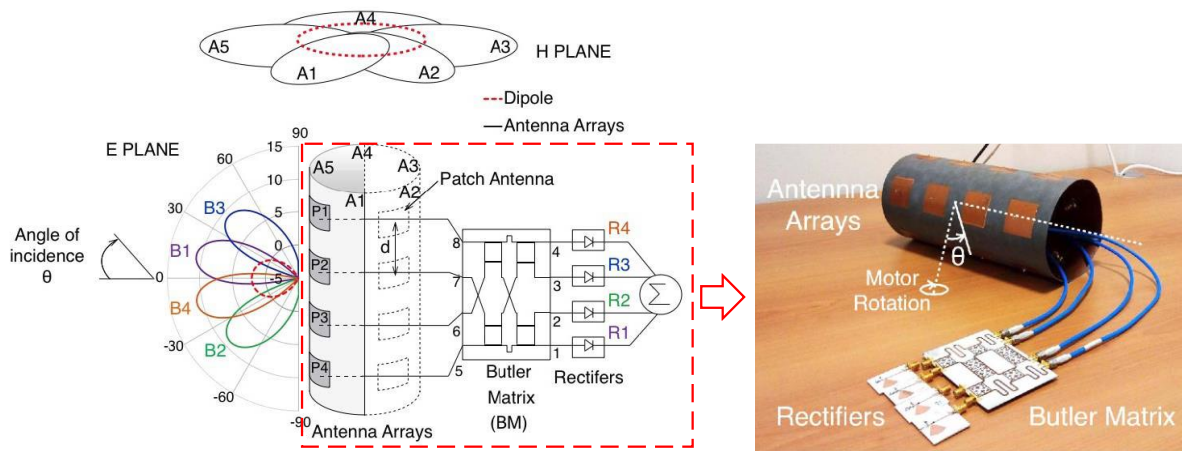 A4
A5
A3
A1
A2
H PLANE
Dipole
Antenna Arrays
E PLANE
90
60
30
0
-30
-60
-90
15
10
5
0
-5
B3
B1
B4
B2
Angle of
incidence
θ
A4
A5
A3
A1
A2
Patch Antenna
P1
P2
P3
P4
d
8
7
6
5
4
3
2
1
R4
R3
R2
R1
Σ
Butler
Matrix
(BM)
Rectifers
Antenna Arrays
Antennna
Arrays
θ
Motor
Rotation
Rectifiers
Butler Matrix